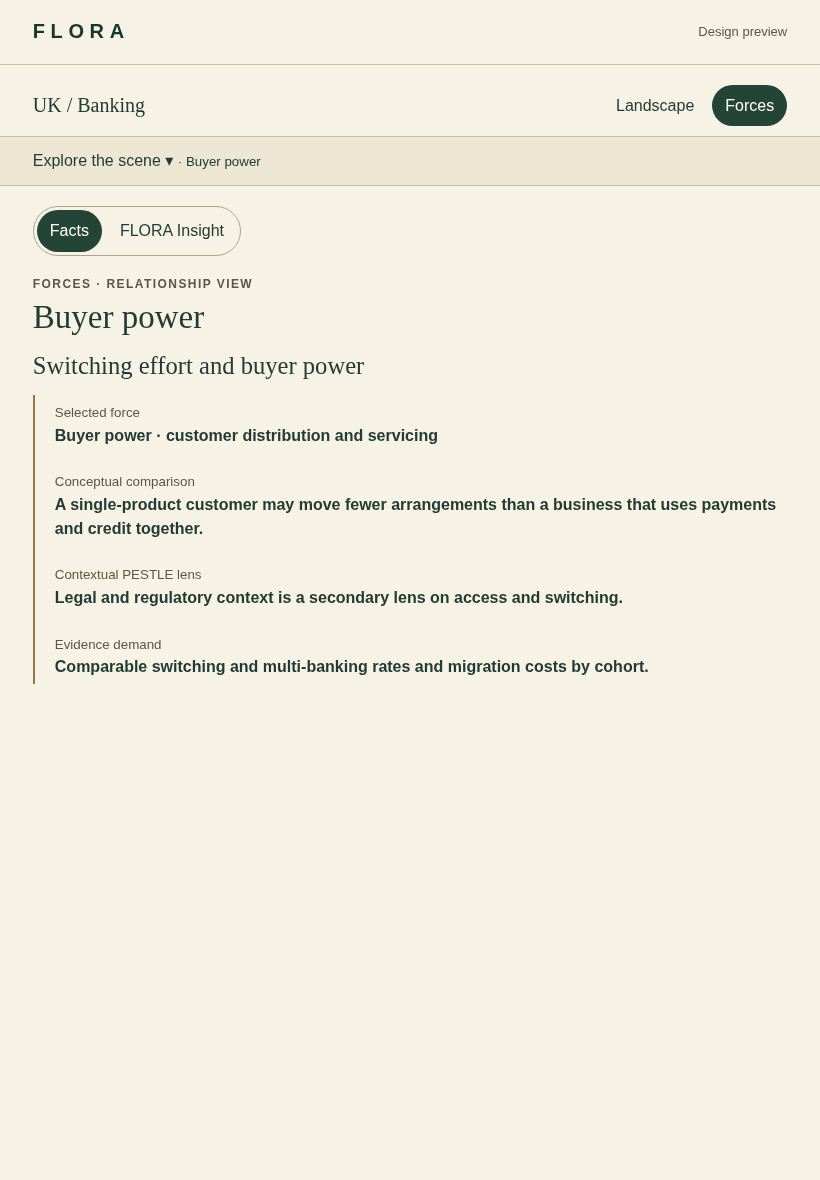 FLORA
Design preview
UK / Banking
Landscape
Forces
Explore the scene ▾ · Buyer power
Facts
FLORA Insight
FORCES · RELATIONSHIP VIEW
Buyer power
Switching effort and buyer power
Selected force
Buyer power · customer distribution and servicing
Conceptual comparison
A single-product customer may move fewer arrangements than a business that uses payments
and credit together.
Contextual PESTLE lens
Legal and regulatory context is a secondary lens on access and switching.
Evidence demand
Comparable switching and multi-banking rates and migration costs by cohort.